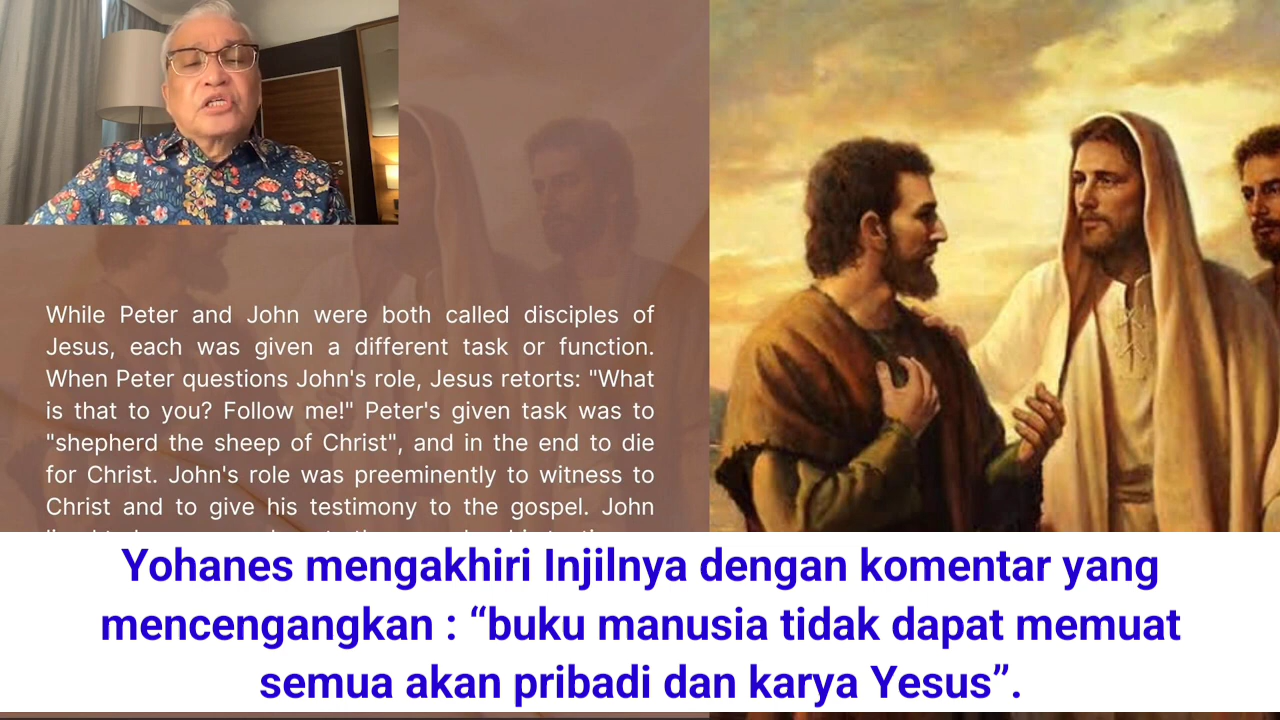 While Peter and John were both called disciples of
Jesus, each was given a different task or function.
When Peter questions John's role, Jesus retorts: "What
is that to you? Follow me!" Peter's given task was to
"shepherd the sheep of Christ", and in the end to die
for Christ. John's role was preeminently to witness to
Christ and to give his testimony to the gospel. John
Yohanes mengakhiri Injilnya dengan komentar yang
mencengangkan : “buku manusia tidak dapat memuat
semua akan pribadi dan karya Yesus”.